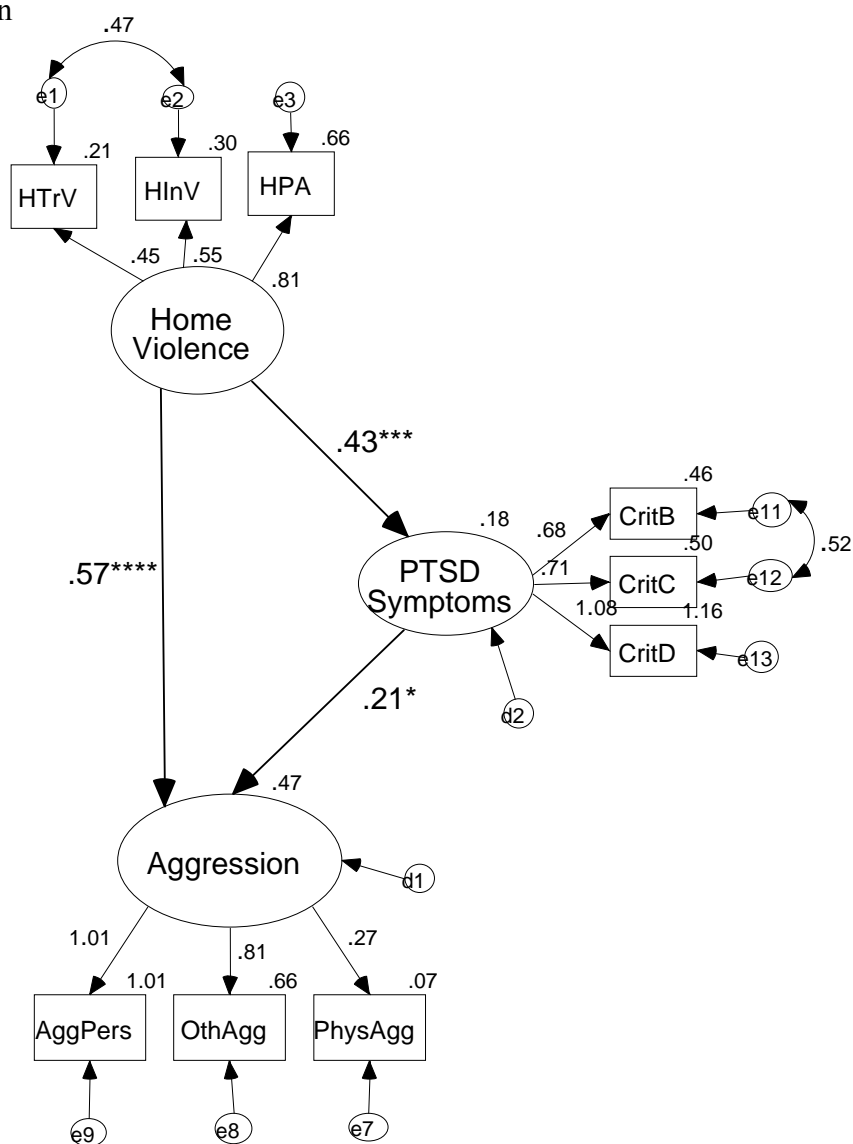 n
.47
e1
e2
e3
.21
.30
.66
HTrV
HInV
HPA
.45
.55
.81
Home
Violence
.43***
.57****
.18
PTSD
Symptoms
.68
.71
1.08
.46
CritB
e11
.50
CritC
e12
.52
1.16
CritD
e13
d2
.21*
.47
Aggression
d1
1.01
.81
.27
1.01
.66
.07
AggPers
OthAgg
PhysAgg
e9
e8
e7